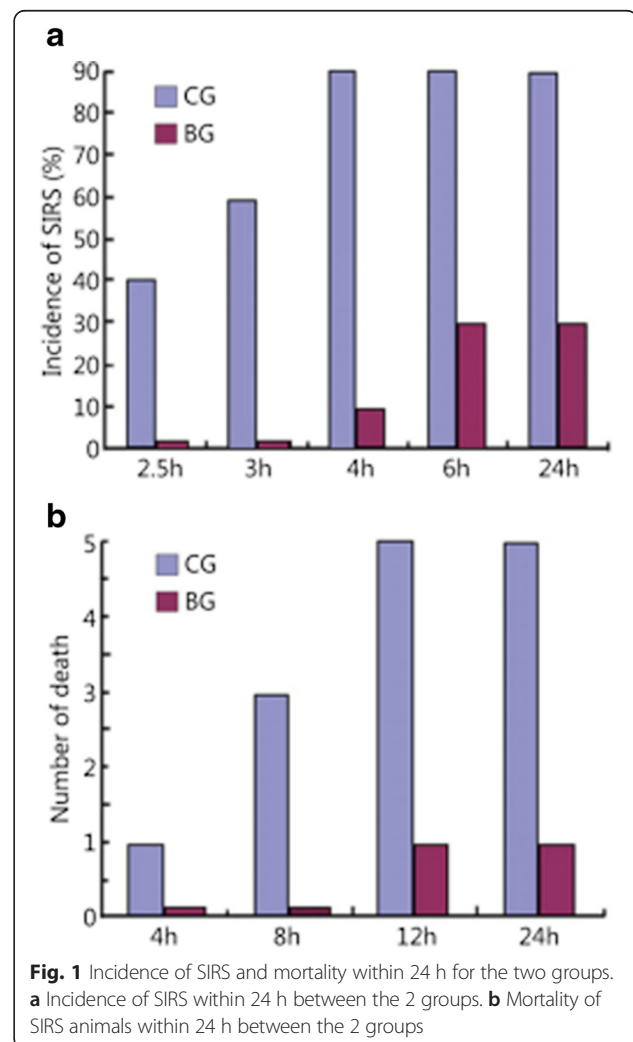 a
90
80
70
60
50
40
30
20
10
0
Incidence of SIRS (%)
CG
BG
2.5h 3h 4h 6h 24h
b
5
4
3
2
1
0
Number of death
CG
BG
4h 8h 12h 24h
Fig. 1 Incidence of SIRS and mortality within 24 h for the two groups.
a Incidence of SIRS within 24 h between the 2 groups. b Mortality of
SIRS animals within 24 h between the 2 groups